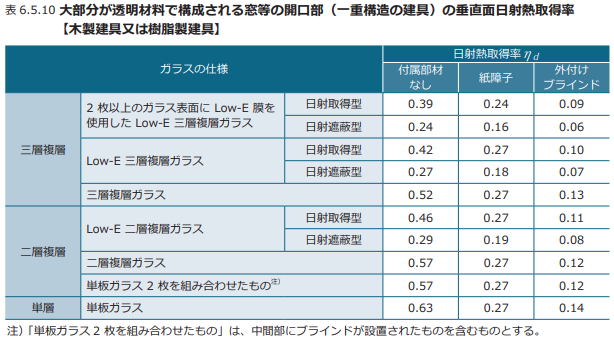 表 6.5.10 大部分が透明材料で構成される窓等の開口部（一重構造の建具）の垂直面日射熱取得率
【木製建具又は樹脂製建具】
ガラスの仕様 日射熱取得率 ηd
付属部材なし 紙障子 外付けブラインド
三層複層 2 枚以上のガラス表面に Low-E 膜を使用した Low-E 三層複層ガラス 日射取得型 0.39 0.24 0.09
日射遮蔽型 0.24 0.16 0.06
Low-E 三層複層ガラス 日射取得型 0.42 0.27 0.10
日射遮蔽型 0.27 0.18 0.07
三層複層ガラス 0.52 0.27 0.13
二層複層 Low-E 二層複層ガラス 日射取得型 0.46 0.27 0.11
日射遮蔽型 0.29 0.19 0.08
二層複層ガラス 0.57 0.27 0.12
単板ガラス 2 枚を組み合わせたもの注） 0.57 0.27 0.12
単層 単板ガラス 0.63 0.27 0.14
注）「単板ガラス 2 枚を組み合わせたもの」は、中間部にブラインドが設置されたものを含むものとする。